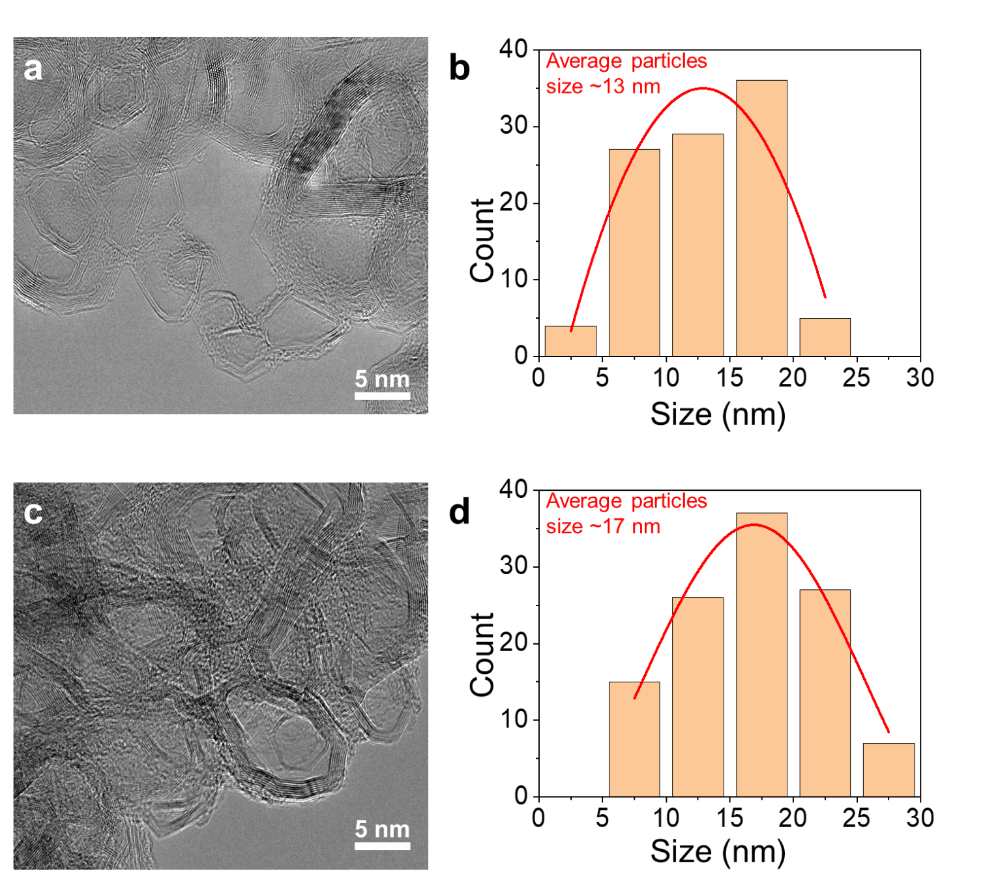 a
5 nm
b
Average particles
size ~13 nm
40
30
20
10
0
Count
0 5 10 15 20 25 30
Size (nm)
c
5 nm
d
Average particles
size ~17 nm
40
30
20
10
0
Count
0 5 10 15 20 25 30
Size (nm)